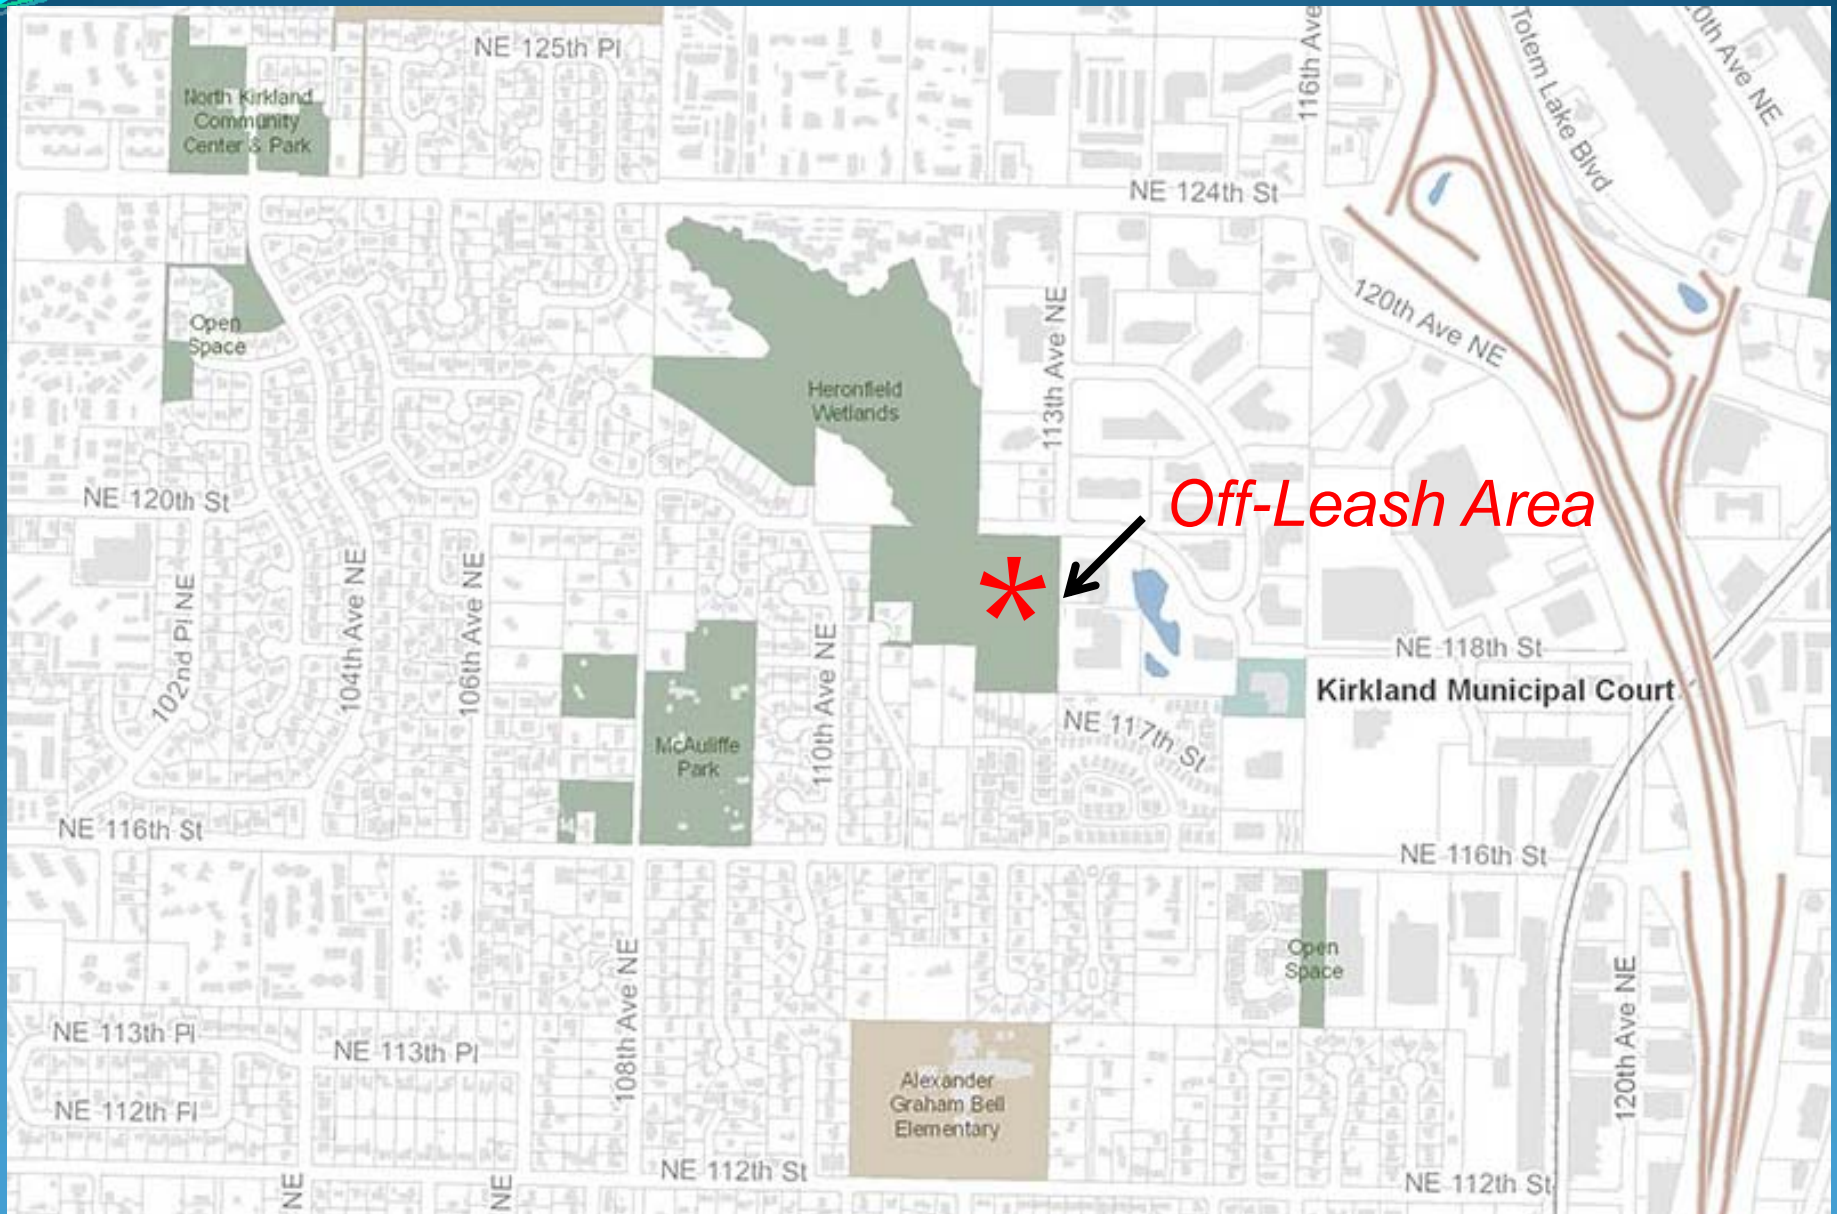 NE 125th Pl
116th Ave
Totem Lake Blvd
20th Ave NE
North Kirkland
Community
Center & Park
NE 124th St
Open
Space
120th Ave NE
113th Ave NE
Heronfield
Wetlands
NE 120th St
Off-Leash Area
*
102nd Pl NE
104th Ave NE
106th Ave NE
110th Ave NE
NE 118th St
Kirkland Municipal Court
NE 117th St
McAuliffe
Park
NE 116th St
NE 116th St
Open
Space
108th Ave NE
120th Ave NE
NE 113th Pl
NE 113th Pl
Alexander
Graham Bell
Elementary
NE 112th Pl
NE 112th St
NE 112th St
NE
NE